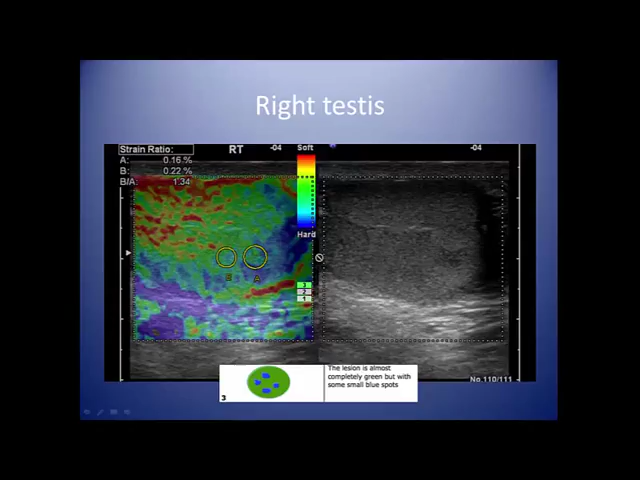 Right testis
Strain Ratio:
RT
-04
Soft
-04
A: 0.16 %
B: 0.22 %
B/A: 1.34
Hard
B
A
3
2
1
No.110/111
The lesion is almost
completely green but with
some small blue spots
3